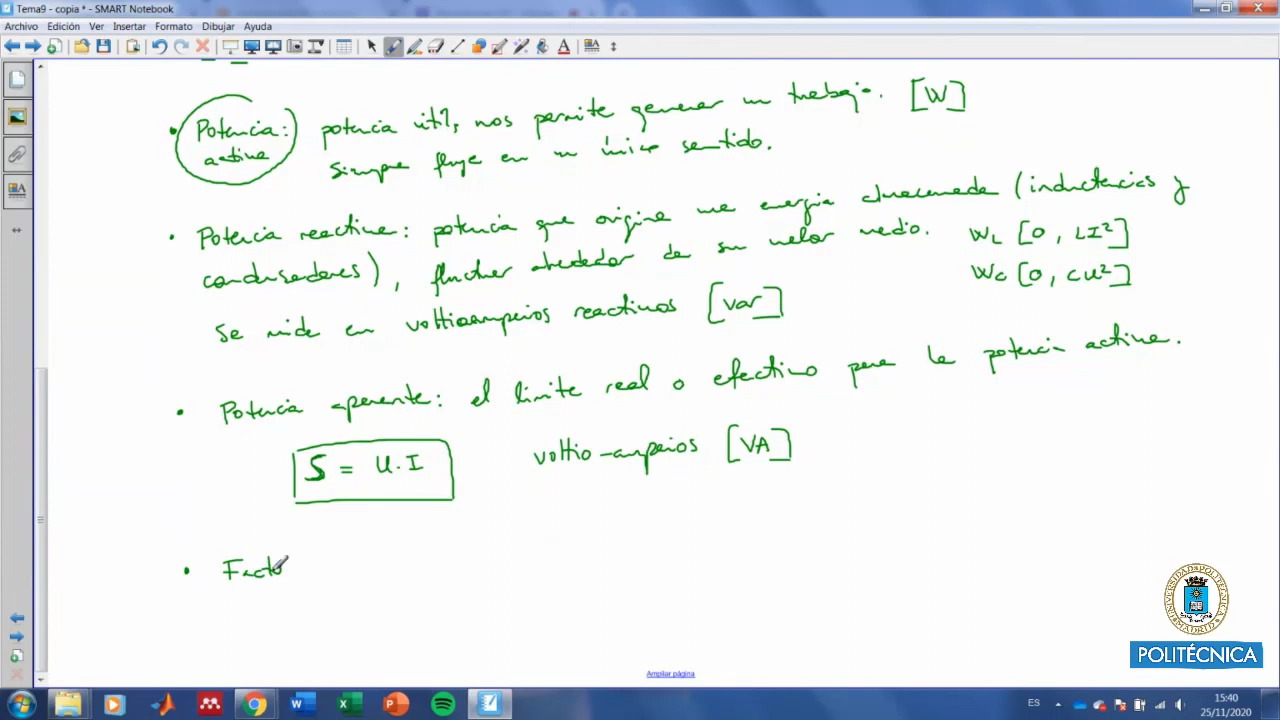 Tema9 - copia * - SMART Notebook
Archivo Edición Ver Insertar Formato Dibujar Ayuda
• Potencia: potencia útil, nos permite generar un trabajo. [W]
activa siempre fluye en un único sentido.
• Potencia reactiva: potencia que origina una energía almacenada (inductancias y
condensadores), fluctúa alrededor de su valor medio. WL [0, LI²]
Wc [0, CU²]
Se mide en voltioamperios reactivos [var]
• Potencia aparente: el límite real o efectivo para la potencia activa.
S = U·I voltio-amperios [VA]
• Facto
UNIVERSIDAD POLITÉCNICA MADRID
POLITÉCNICA
Ampliar página
ES 15:40
25/11/2020